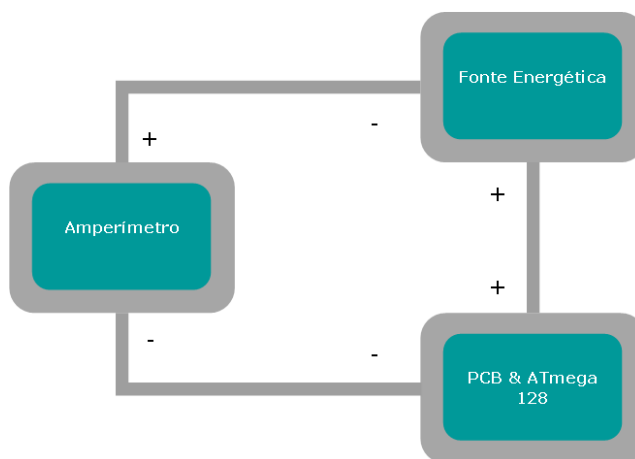 Fonte Energética
+
-
+
Amperímetro
+
-
-
PCB & ATmega
128